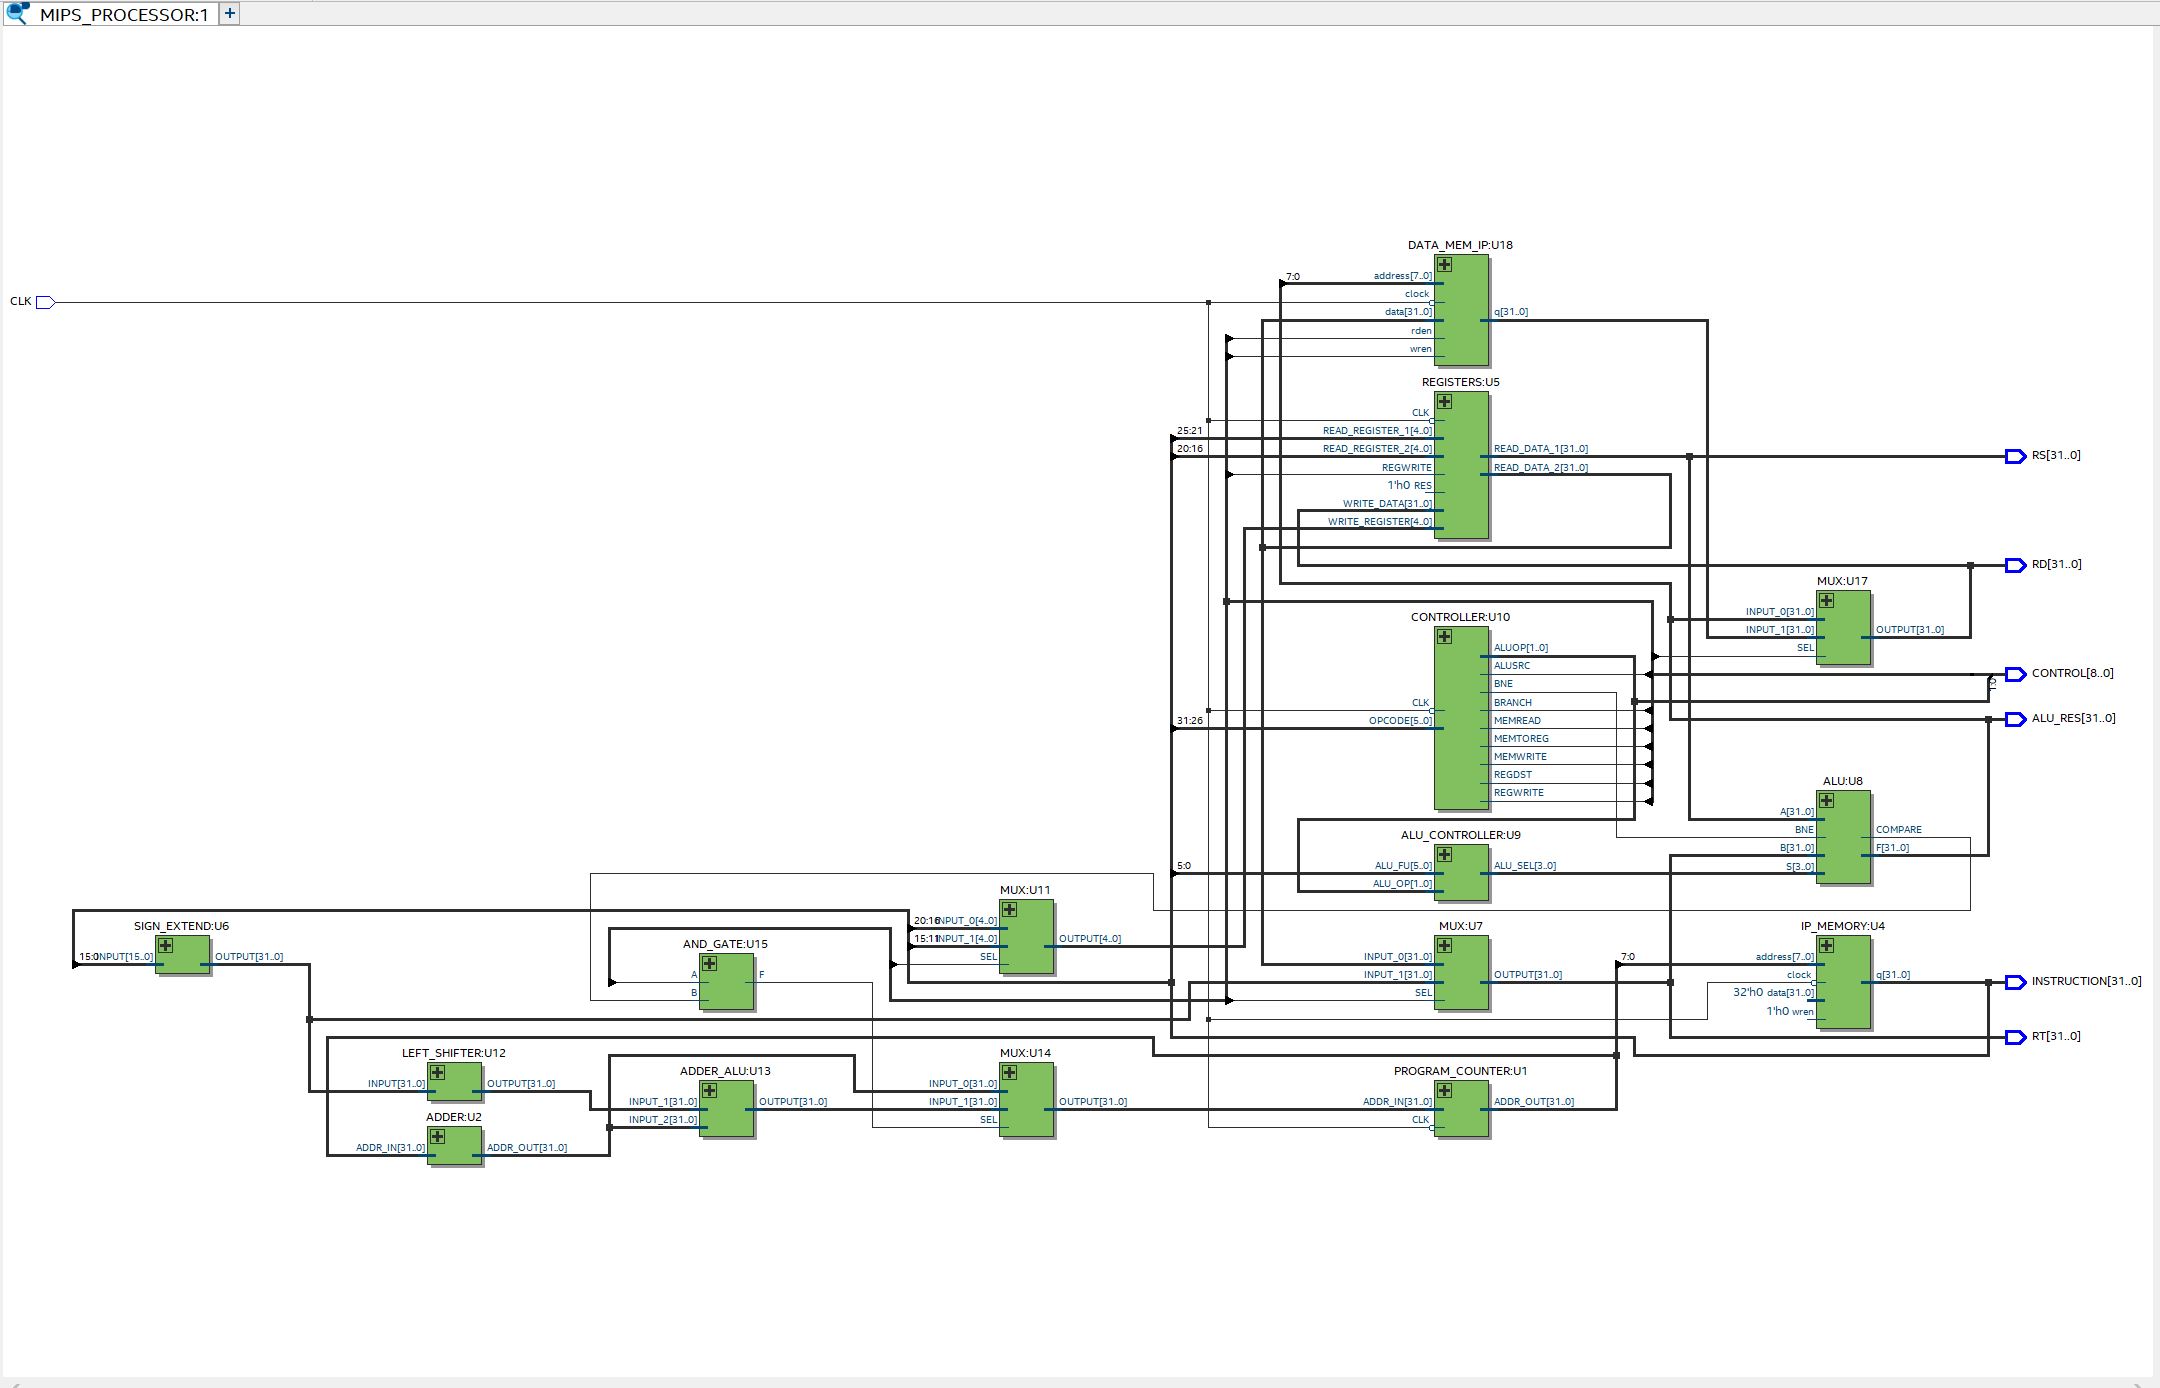 MIPS_PROCESSOR:1
+
CLK
DATA_MEM_IP:U18
7:0
address[7..0]
clock
data[31..0]
rden
wren
q[31..0]
REGISTERS:U5
CLK
25:21
READ_REGISTER_1[4..0]
20:16
READ_REGISTER_2[4..0]
REGWRITE
1'h0 RES
WRITE_DATA[31..0]
WRITE_REGISTER[4..0]
READ_DATA_1[31..0]
READ_DATA_2[31..0]
RS[31..0]
RD[31..0]
MUX:U17
INPUT_0[31..0]
INPUT_1[31..0]
SEL
OUTPUT[31..0]
CONTROLLER:U10
CLK
31:26
OPCODE[5..0]
ALUOP[1..0]
ALUSRC
BNE
BRANCH
MEMREAD
MEMTOREG
MEMWRITE
REGDST
REGWRITE
CONTROL[8..0]
1:0
ALU_RES[31..0]
ALU:U8
A[31..0]
BNE
B[31..0]
S[3..0]
COMPARE
F[31..0]
ALU_CONTROLLER:U9
5:0
ALU_FU[5..0]
ALU_OP[1..0]
ALU_SEL[3..0]
MUX:U11
20:16
INPUT_0[4..0]
15:11
INPUT_1[4..0]
SEL
OUTPUT[4..0]
SIGN_EXTEND:U6
15:0
INPUT[15..0]
OUTPUT[31..0]
AND_GATE:U15
A
B
F
MUX:U7
INPUT_0[31..0]
INPUT_1[31..0]
SEL
OUTPUT[31..0]
IP_MEMORY:U4
7:0
address[7..0]
clock
32'h0 data[31..0]
1'h0 wren
q[31..0]
INSTRUCTION[31..0]
RT[31..0]
LEFT_SHIFTER:U12
INPUT[31..0]
OUTPUT[31..0]
ADDER:U2
ADDR_IN[31..0]
ADDR_OUT[31..0]
ADDER_ALU:U13
INPUT_1[31..0]
INPUT_2[31..0]
OUTPUT[31..0]
MUX:U14
INPUT_0[31..0]
INPUT_1[31..0]
SEL
OUTPUT[31..0]
PROGRAM_COUNTER:U1
ADDR_IN[31..0]
CLK
ADDR_OUT[31..0]